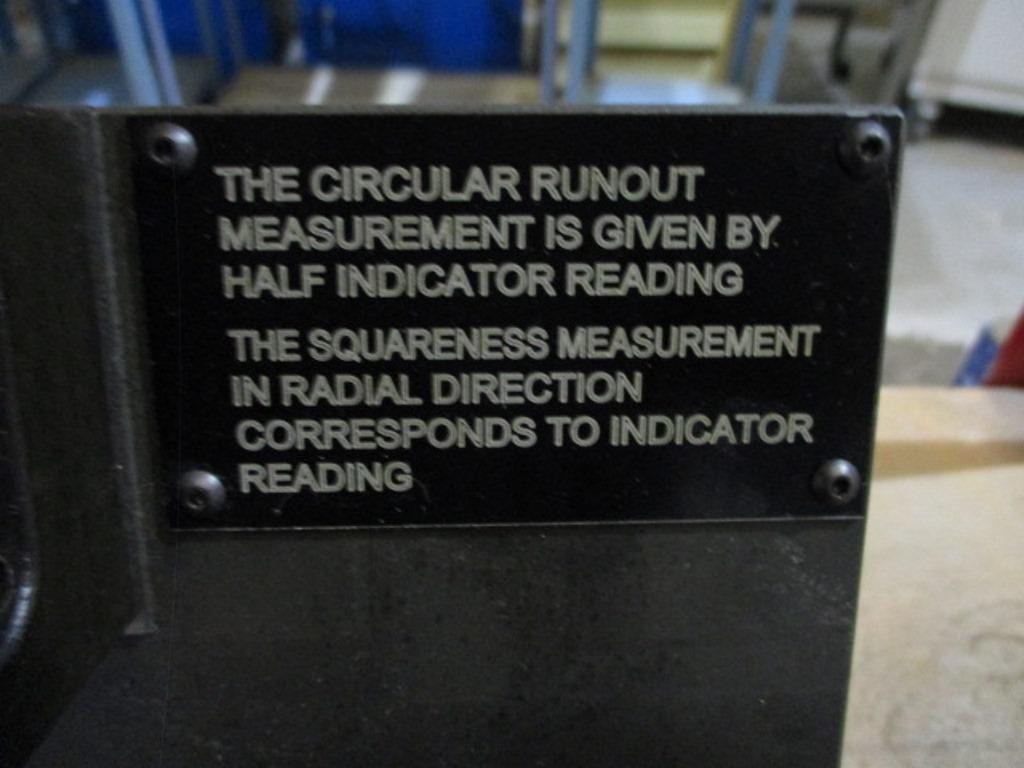 THE CIRCULAR RUNOUT
MEASUREMENT IS GIVEN BY
HALF INDICATOR READING
THE SQUARENESS MEASUREMENT
IN RADIAL DIRECTION
CORRESPONDS TO INDICATOR
READING